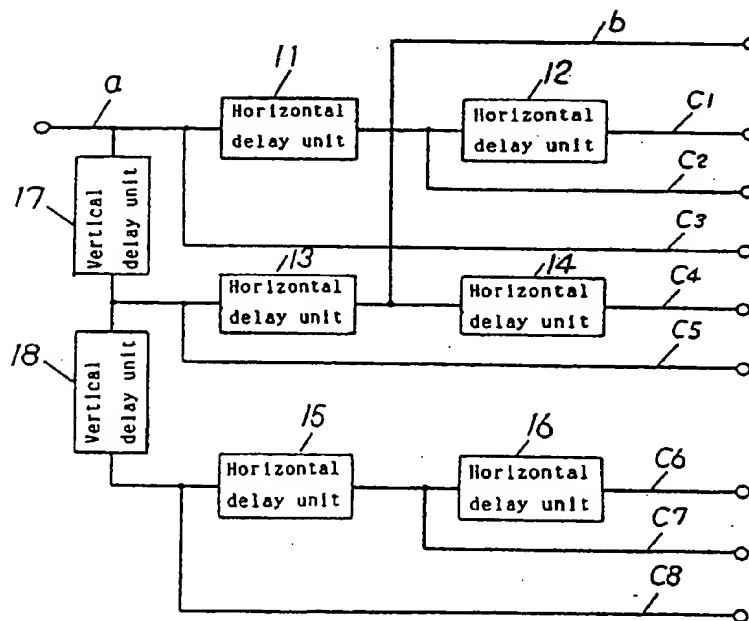 b
11
12
a
Horizontal
delay unit
Horizontal
delay unit
C1
C2
17
Vertical
delay unit
C3
13
14
Horizontal
delay unit
Horizontal
delay unit
C4
C5
18
Vertical
delay unit
15
16
Horizontal
delay unit
Horizontal
delay unit
C6
C7
C8